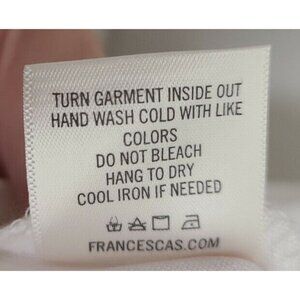 TURN GARMENT INSIDE OUT
HAND WASH COLD WITH LIKE
COLORS
DO NOT BLEACH
HANG TO DRY
COOL IRON IF NEEDED
FRANCESCAS.COM